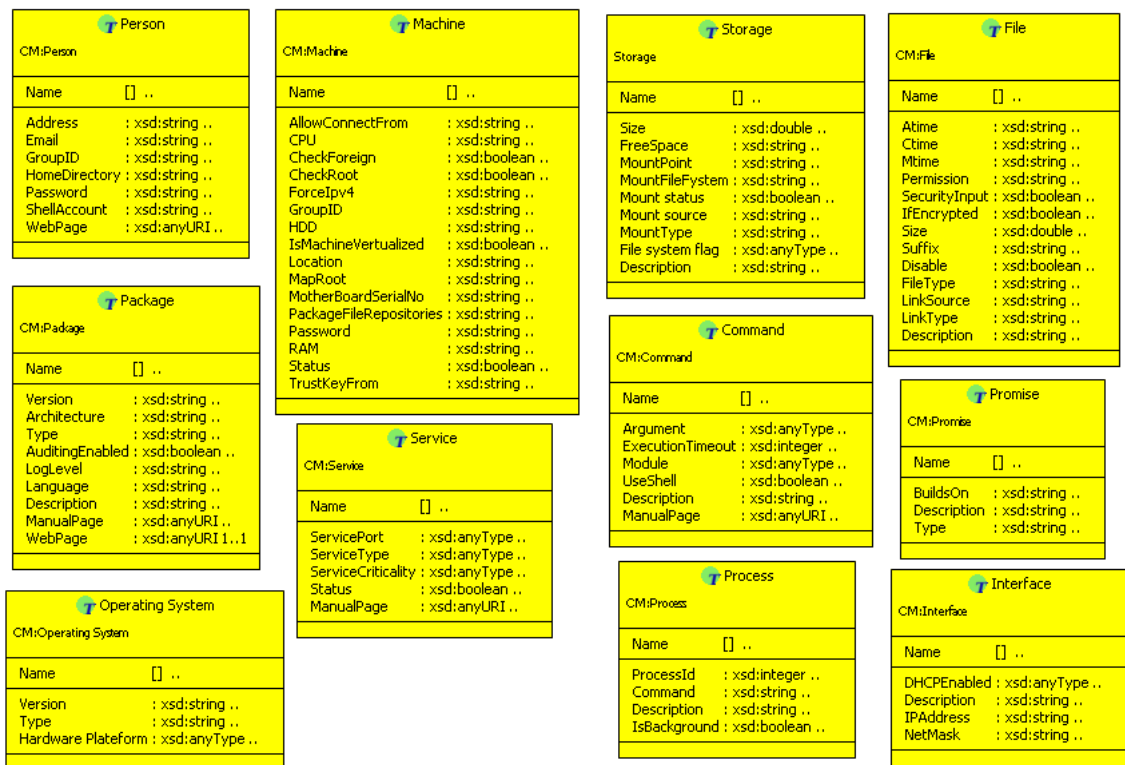 Person
CM:Person
Name [] ..
Address : xsd:string ..
Email : xsd:string ..
GroupID : xsd:string ..
HomeDirectory : xsd:string ..
Password : xsd:string ..
ShellAccount : xsd:string ..
WebPage : xsd:anyURI ..
Machine
CM:Machine
Name [] ..
AllowConnectFrom : xsd:string ..
CPU : xsd:string ..
CheckForeign : xsd:boolean ..
CheckRoot : xsd:boolean ..
ForceIpv4 : xsd:string ..
GroupID : xsd:string ..
HDD : xsd:string ..
IsMachineVertualized : xsd:boolean ..
Location : xsd:string ..
MapRoot : xsd:string ..
MotherBoardSerialNo : xsd:string ..
PackageFileRepositories : xsd:string ..
Password : xsd:string ..
RAM : xsd:string ..
Status : xsd:boolean ..
TrustKeyFrom : xsd:string ..
Storage
Storage
Name [] ..
Size : xsd:double ..
FreeSpace : xsd:string ..
MountPoint : xsd:string ..
MountFileFystem : xsd:string ..
Mount status : xsd:boolean ..
Mount source : xsd:string ..
MountType : xsd:string ..
File system flag : xsd:anyType ..
Description : xsd:string ..
File
CM:File
Name [] ..
Atime : xsd:string ..
Ctime : xsd:string ..
Mtime : xsd:string ..
Permission : xsd:string ..
SecurityInput : xsd:boolean ..
IfEncrypted : xsd:boolean ..
Size : xsd:double ..
Suffix : xsd:string ..
Disable : xsd:boolean ..
FileType : xsd:string ..
LinkSource : xsd:string ..
LinkType : xsd:string ..
Description : xsd:string ..
Package
CM:Package
Name [] ..
Version : xsd:string ..
Architecture : xsd:string ..
Type : xsd:string ..
AuditingEnabled : xsd:boolean ..
LogLevel : xsd:string ..
Language : xsd:string ..
Description : xsd:string ..
ManualPage : xsd:anyURI ..
WebPage : xsd:anyURI 1..1
Service
CM:Service
Name [] ..
ServicePort : xsd:anyType ..
ServiceType : xsd:anyType ..
ServiceCriticality : xsd:anyType ..
Status : xsd:boolean ..
ManualPage : xsd:anyURI ..
Command
CM:Command
Name [] ..
Argument : xsd:anyType ..
ExecutionTimeout : xsd:integer ..
Module : xsd:anyType ..
UseShell : xsd:boolean ..
Description : xsd:string ..
ManualPage : xsd:anyURI ..
Promise
CM:Promise
Name [] ..
BuildsOn : xsd:string ..
Description : xsd:string ..
Type : xsd:string ..
Operating System
CM:Operating System
Name [] ..
Version : xsd:string ..
Type : xsd:string ..
Hardware Plateform : xsd:anyType ..
Process
CM:Process
Name [] ..
ProcessId : xsd:integer ..
Command : xsd:string ..
Description : xsd:string ..
IsBackground : xsd:boolean ..
Interface
CM:Interface
Name [] ..
DHCPEnabled : xsd:anyType ..
Description : xsd:string ..
IPAddress : xsd:string ..
NetMask : xsd:string ..